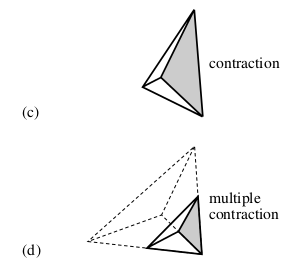 contraction
(c)
multiple
contraction
(d)